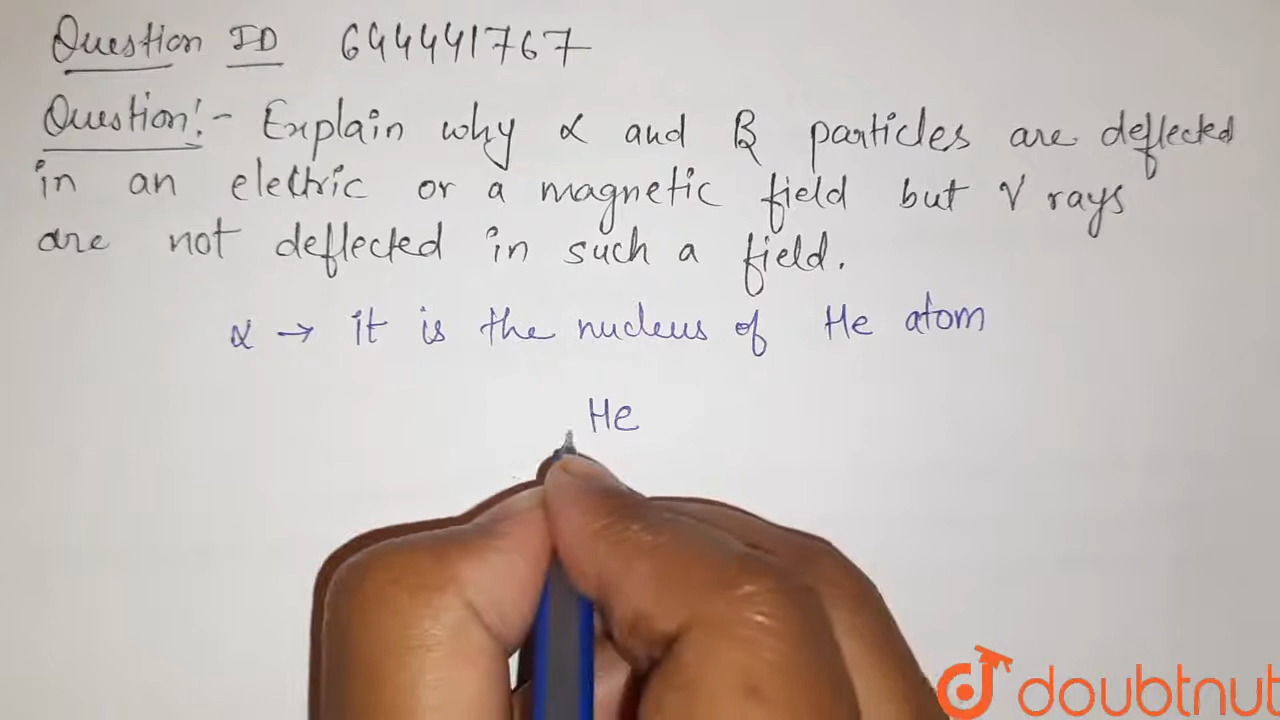 Question ID 644441767
Question:- Explain why α and β particles are deflected
in an electric or a magnetic field but γ rays
are not deflected in such a field.
α → it is the nucleus of He atom
He
doubtnut